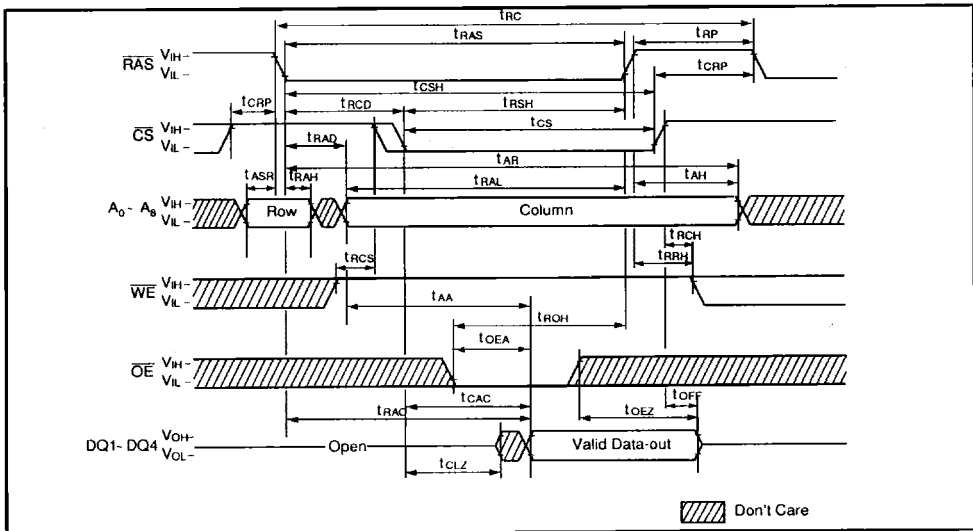 tRC
tRAS
tRP
RAS VIH
VIL
tCRP
tCSH
tCRP
tRCD
tRSH
CS VIH
VIL
tCS
tRAD
tAR
tASR
tRAH
tRAL
tAH
A0 ~ A8 VIH
VIL
Row
Column
tRCH
tRCS
tRRH
WE VIH
VIL
tAA
tROH
tOEA
OE VIH
VIL
tOFF
tCAC
tRAC
tOEZ
DQ1~ DQ4 VOH
VOL
Open
Valid Data-out
tCLZ
Don't Care